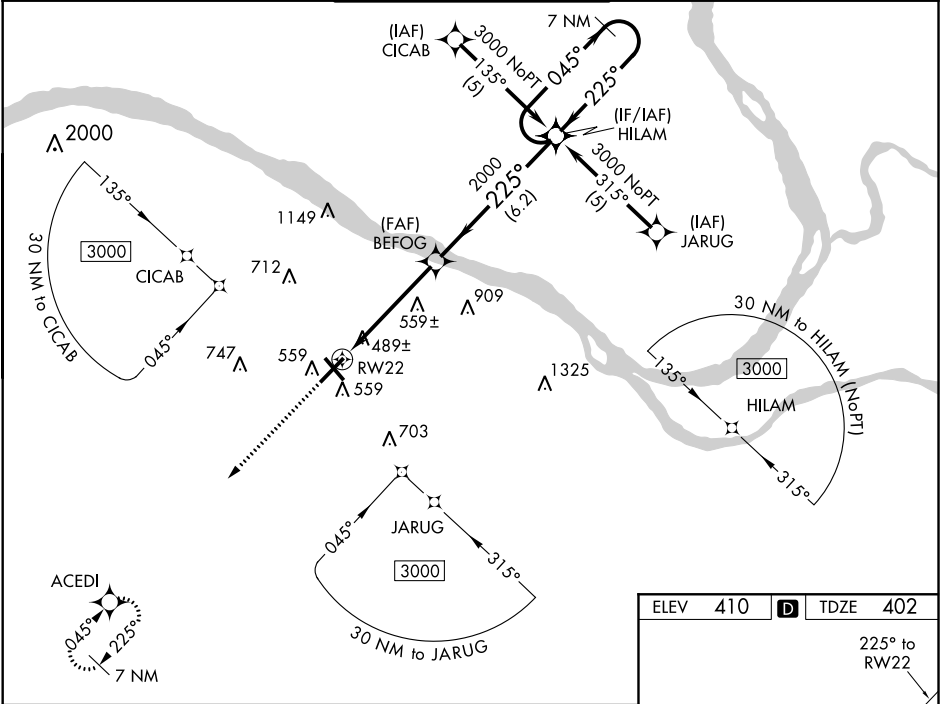 (IAF)
CICAB
3000 NoPT
135°
(5)
7 NM
045°
225°
(IF/IAF)
HILAM
2000
2000
225°
(6.2)
3000 NoPT
315°
(5)
(IAF)
JARUG
135°
3000
CICAB
045°
30 NM to CICAB
1149
(FAF)
BEFOG
712
559±
909
747
559
489±
RW22
559
1325
703
30 NM to HILAM (NoPT)
3000
135°
HILAM
315°
045°
JARUG
3000
315°
30 NM to JARUG
ACEDI
045°
225°
7 NM
ELEV 410 D TDZE 402
225° to
RW22